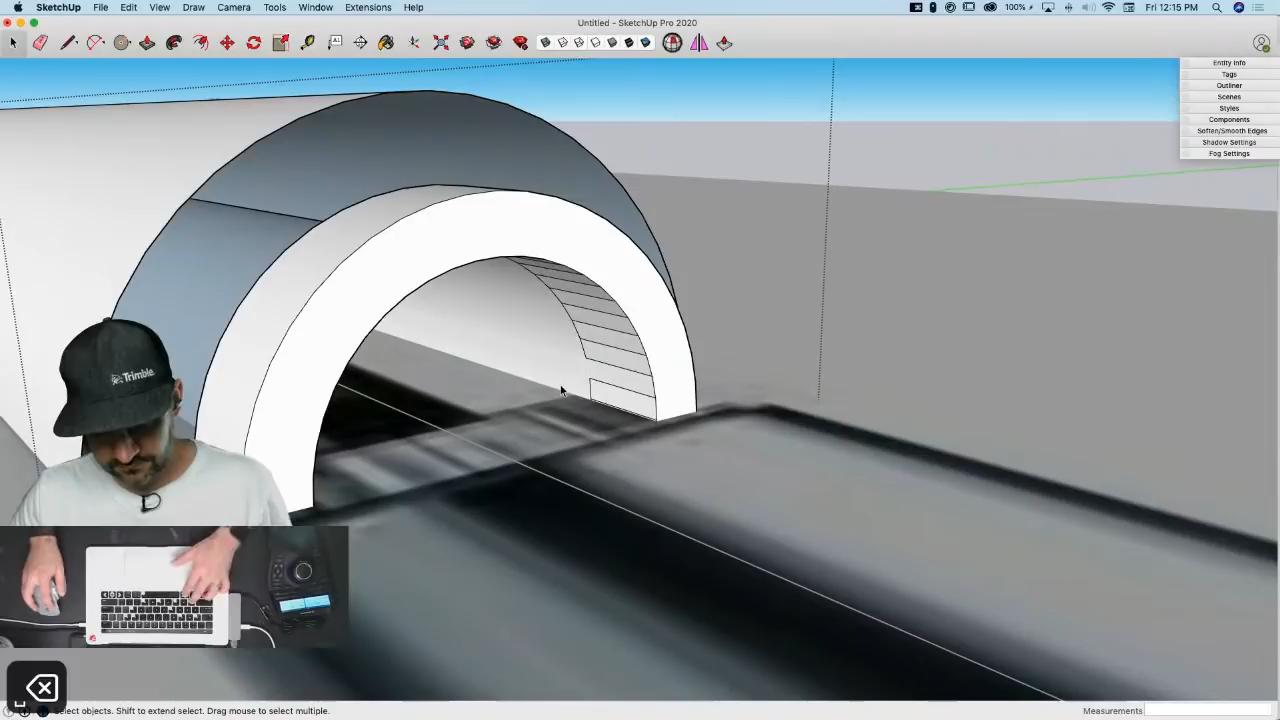 SketchUp File Edit View Draw Camera Tools Window Extensions Help
100% Fri 12:15 PM
Untitled - SketchUp Pro 2020
A1
Entity Info
Tags
Outliner
Scenes
Styles
Components
Soften/Smooth Edges
Shadow Settings
Fog Settings
Trimble.
Select objects. Shift to extend select. Drag mouse to select multiple.
Measurements